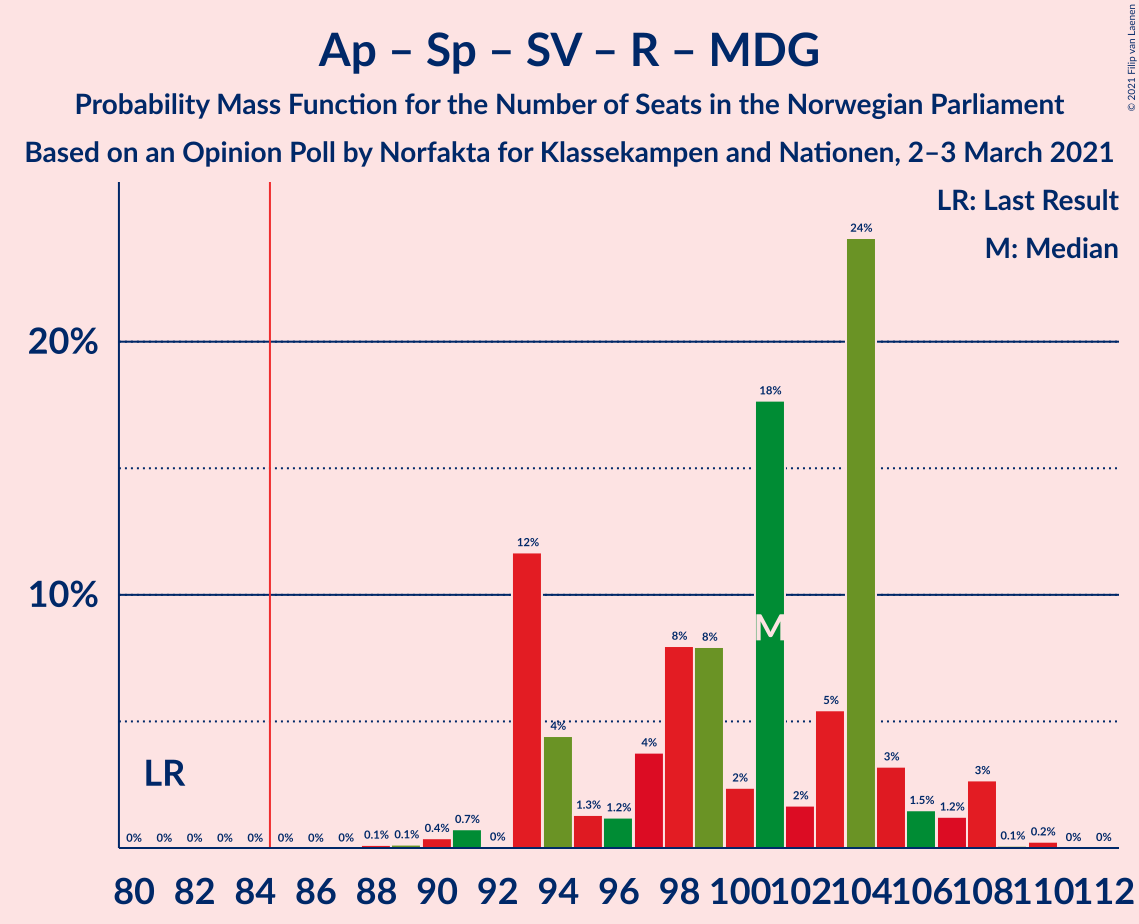 Ap – Sp – SV – R – MDG
Probability Mass Function for the Number of Seats in the Norwegian Parliament
Based on an Opinion Poll by Norfakta for Klassekampen and Nationen, 2–3 March 2021
© 2021 Filip van Laenen
LR: Last Result
M: Median
20%
10%
LR
M
0% 0% 0% 0% 0% 0% 0% 0% 0.1% 0.1% 0.4% 0.7% 0% 12% 4% 1.3% 1.2% 4% 8% 8% 2% 18% 2% 5% 24% 3% 1.5% 1.2% 3% 0.1% 0.2% 0% 0%
80 82 84 86 88 90 92 94 96 98 100 102 104 106 108 110 112